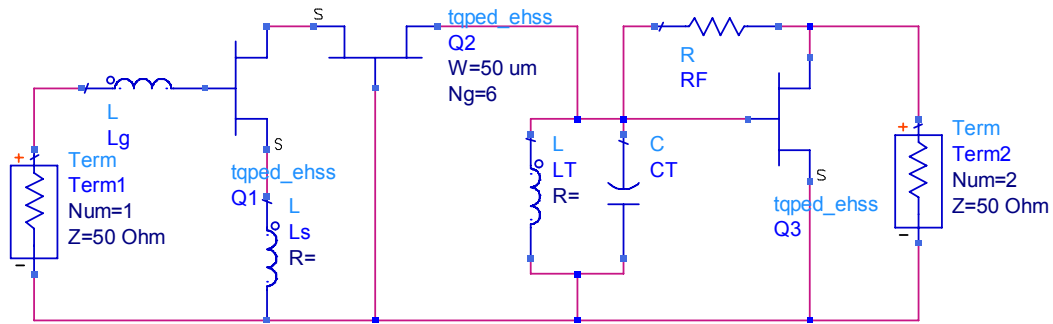 S
tqped_ehss
Q2
W=50 um
Ng=6
R
RF
L
Lg
S
+
Term
Term1
Num=1
Z=50 Ohm
-
tqped_ehss
Q1
L
Ls
R=
L
LT
R=
C
CT
S
tqped_ehss
Q3
+
Term
Term2
Num=2
Z=50 Ohm
-